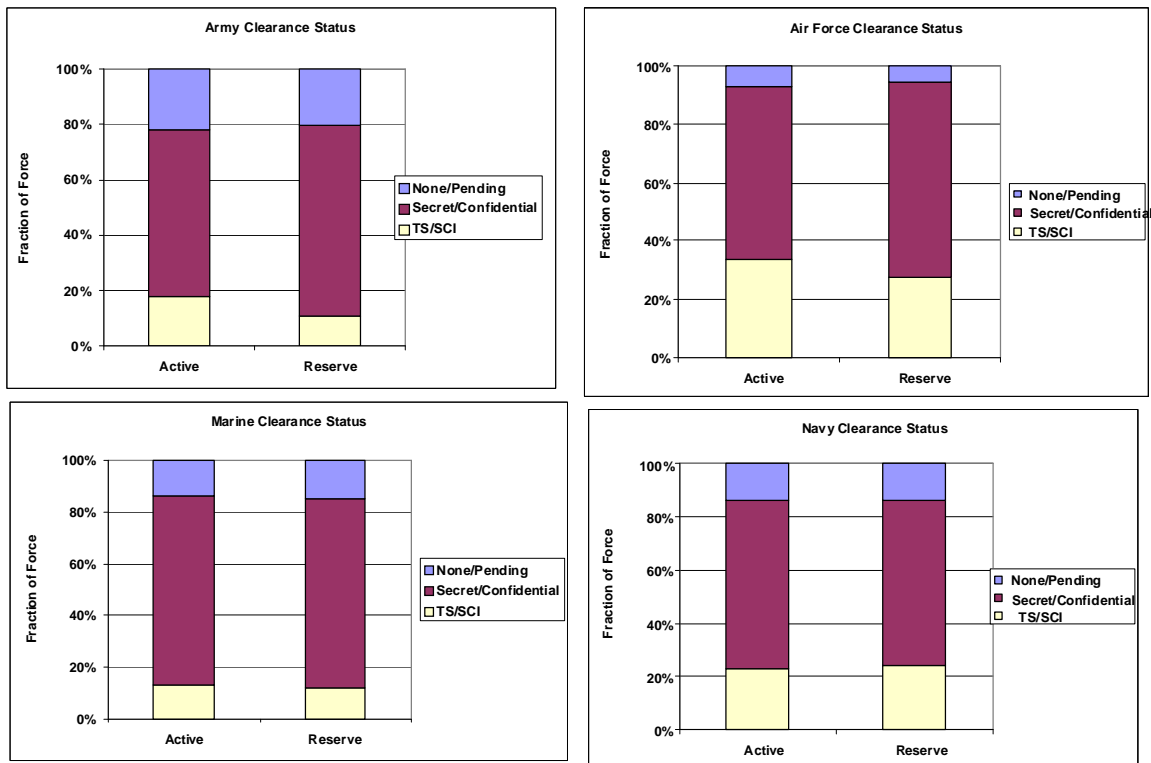 Army Clearance Status
100%
80%
60%
40%
20%
0%
Fraction of Force
Active Reserve
None/Pending
Secret/Confidential
TS/SCI
Air Force Clearance Status
100%
80%
60%
40%
20%
0%
Fraction of Force
Active Reserve
None/Pending
Secret/Confidential
TS/SCI
Marine Clearance Status
100%
80%
60%
40%
20%
0%
Fraction of Force
Active Reserve
None/Pending
Secret/Confidential
TS/SCI
Navy Clearance Status
100%
80%
60%
40%
20%
0%
Fraction of Force
Active Reserve
None/Pending
Secret/Confidential
TS/SCI